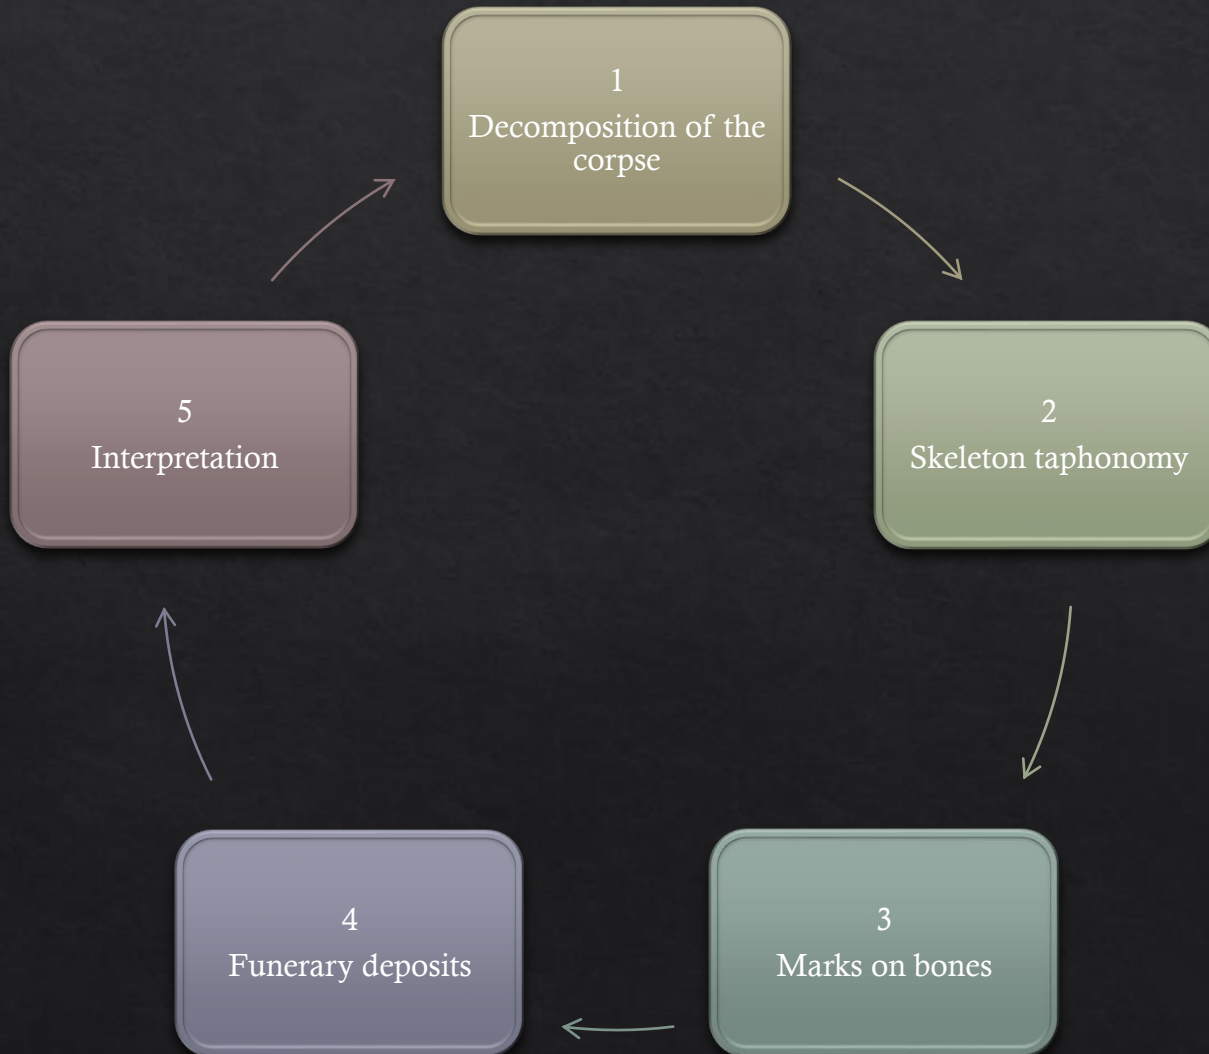 1
Decomposition of the
corpse
2
Skeleton taphonomy
3
Marks on bones
4
Funerary deposits
5
Interpretation